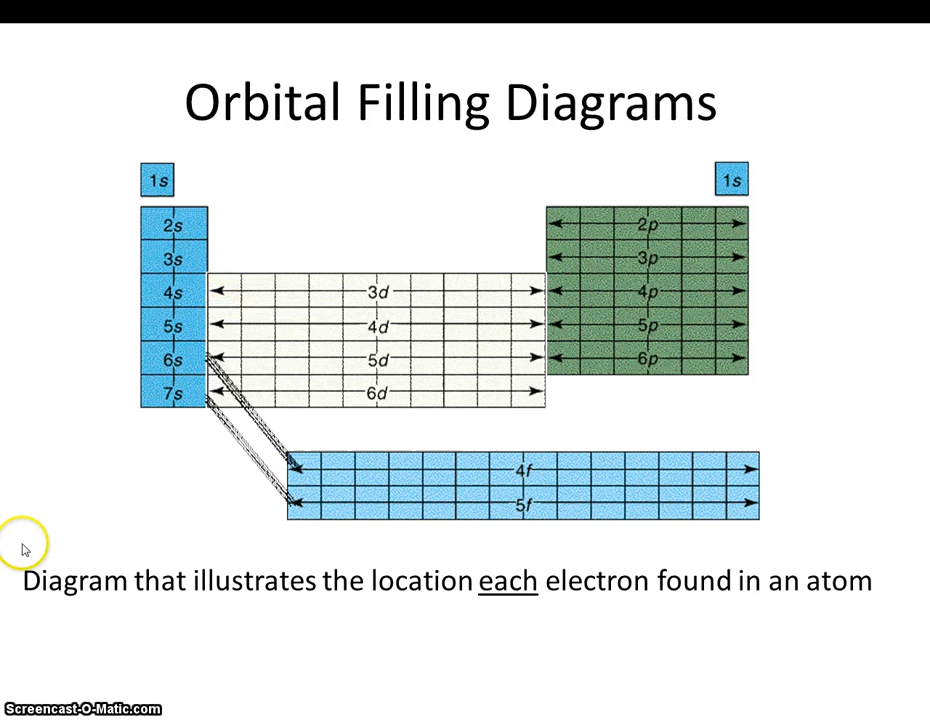 Orbital Filling Diagrams
1s 1s
2s 2p
3s 3p
4s 3d 4p
5s 4d 5p
6s 5d 6p
7s 6d
4f
5f
Diagram that illustrates the location each electron found in an atom
Screencast-O-Matic.com